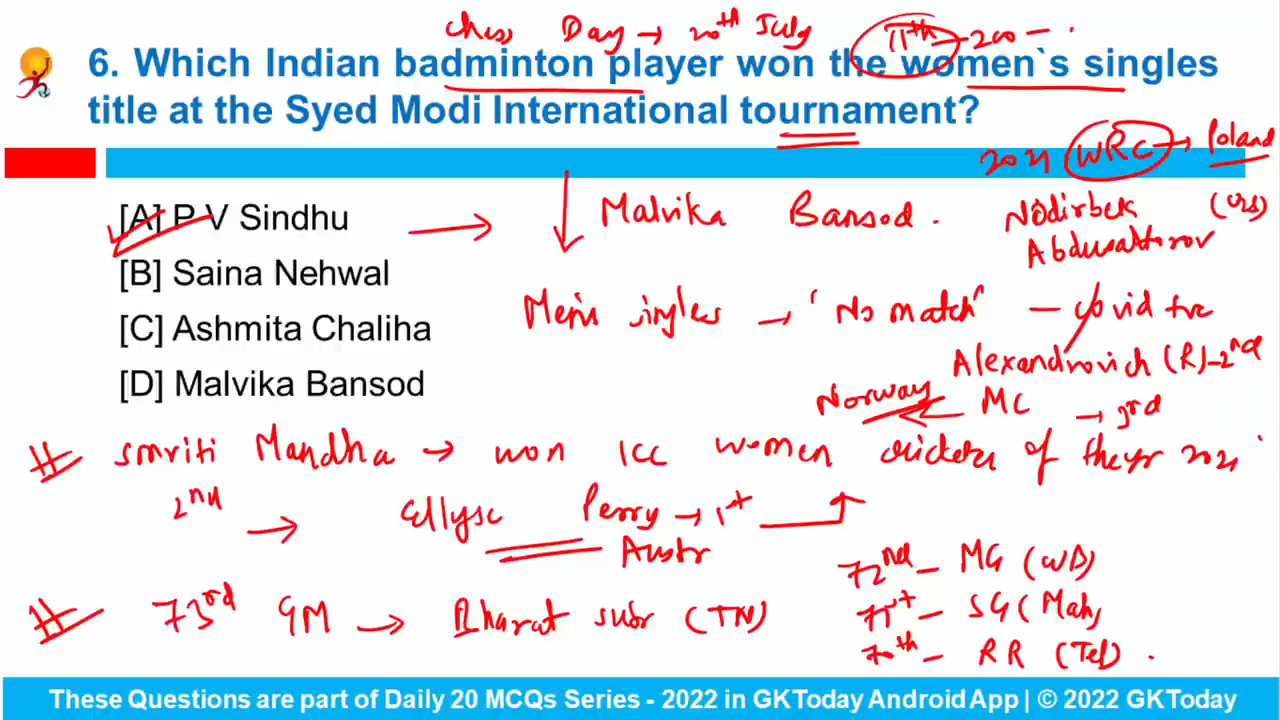 chess Day → 20th July 11th - 200 -
6. Which Indian badminton player won the women`s singles
title at the Syed Modi International tournament?
2021 WRC → Poland
[A] P V Sindhu → Malvika Bansod. Nodirbek
Abdusattorov
[B] Saina Nehwal
Men's singles → "No match" - covid +ve
[C] Ashmita Chaliha
Alexandrovich (R) - 2nd
[D] Malvika Bansod
Norway ← MC → 3rd
# Smriti Mandha → won ICC women cricketer of the yr 2021
2nd → Ellyse Perry → 1st
Austr
72nd - MG (WB)
# 73rd GM → Bharat subr (TN)
71st - SG (Mah)
70th - RR (Tel).
These Questions are part of Daily 20 MCQs Series - 2022 in GKToday Android App | © 2022 GKToday